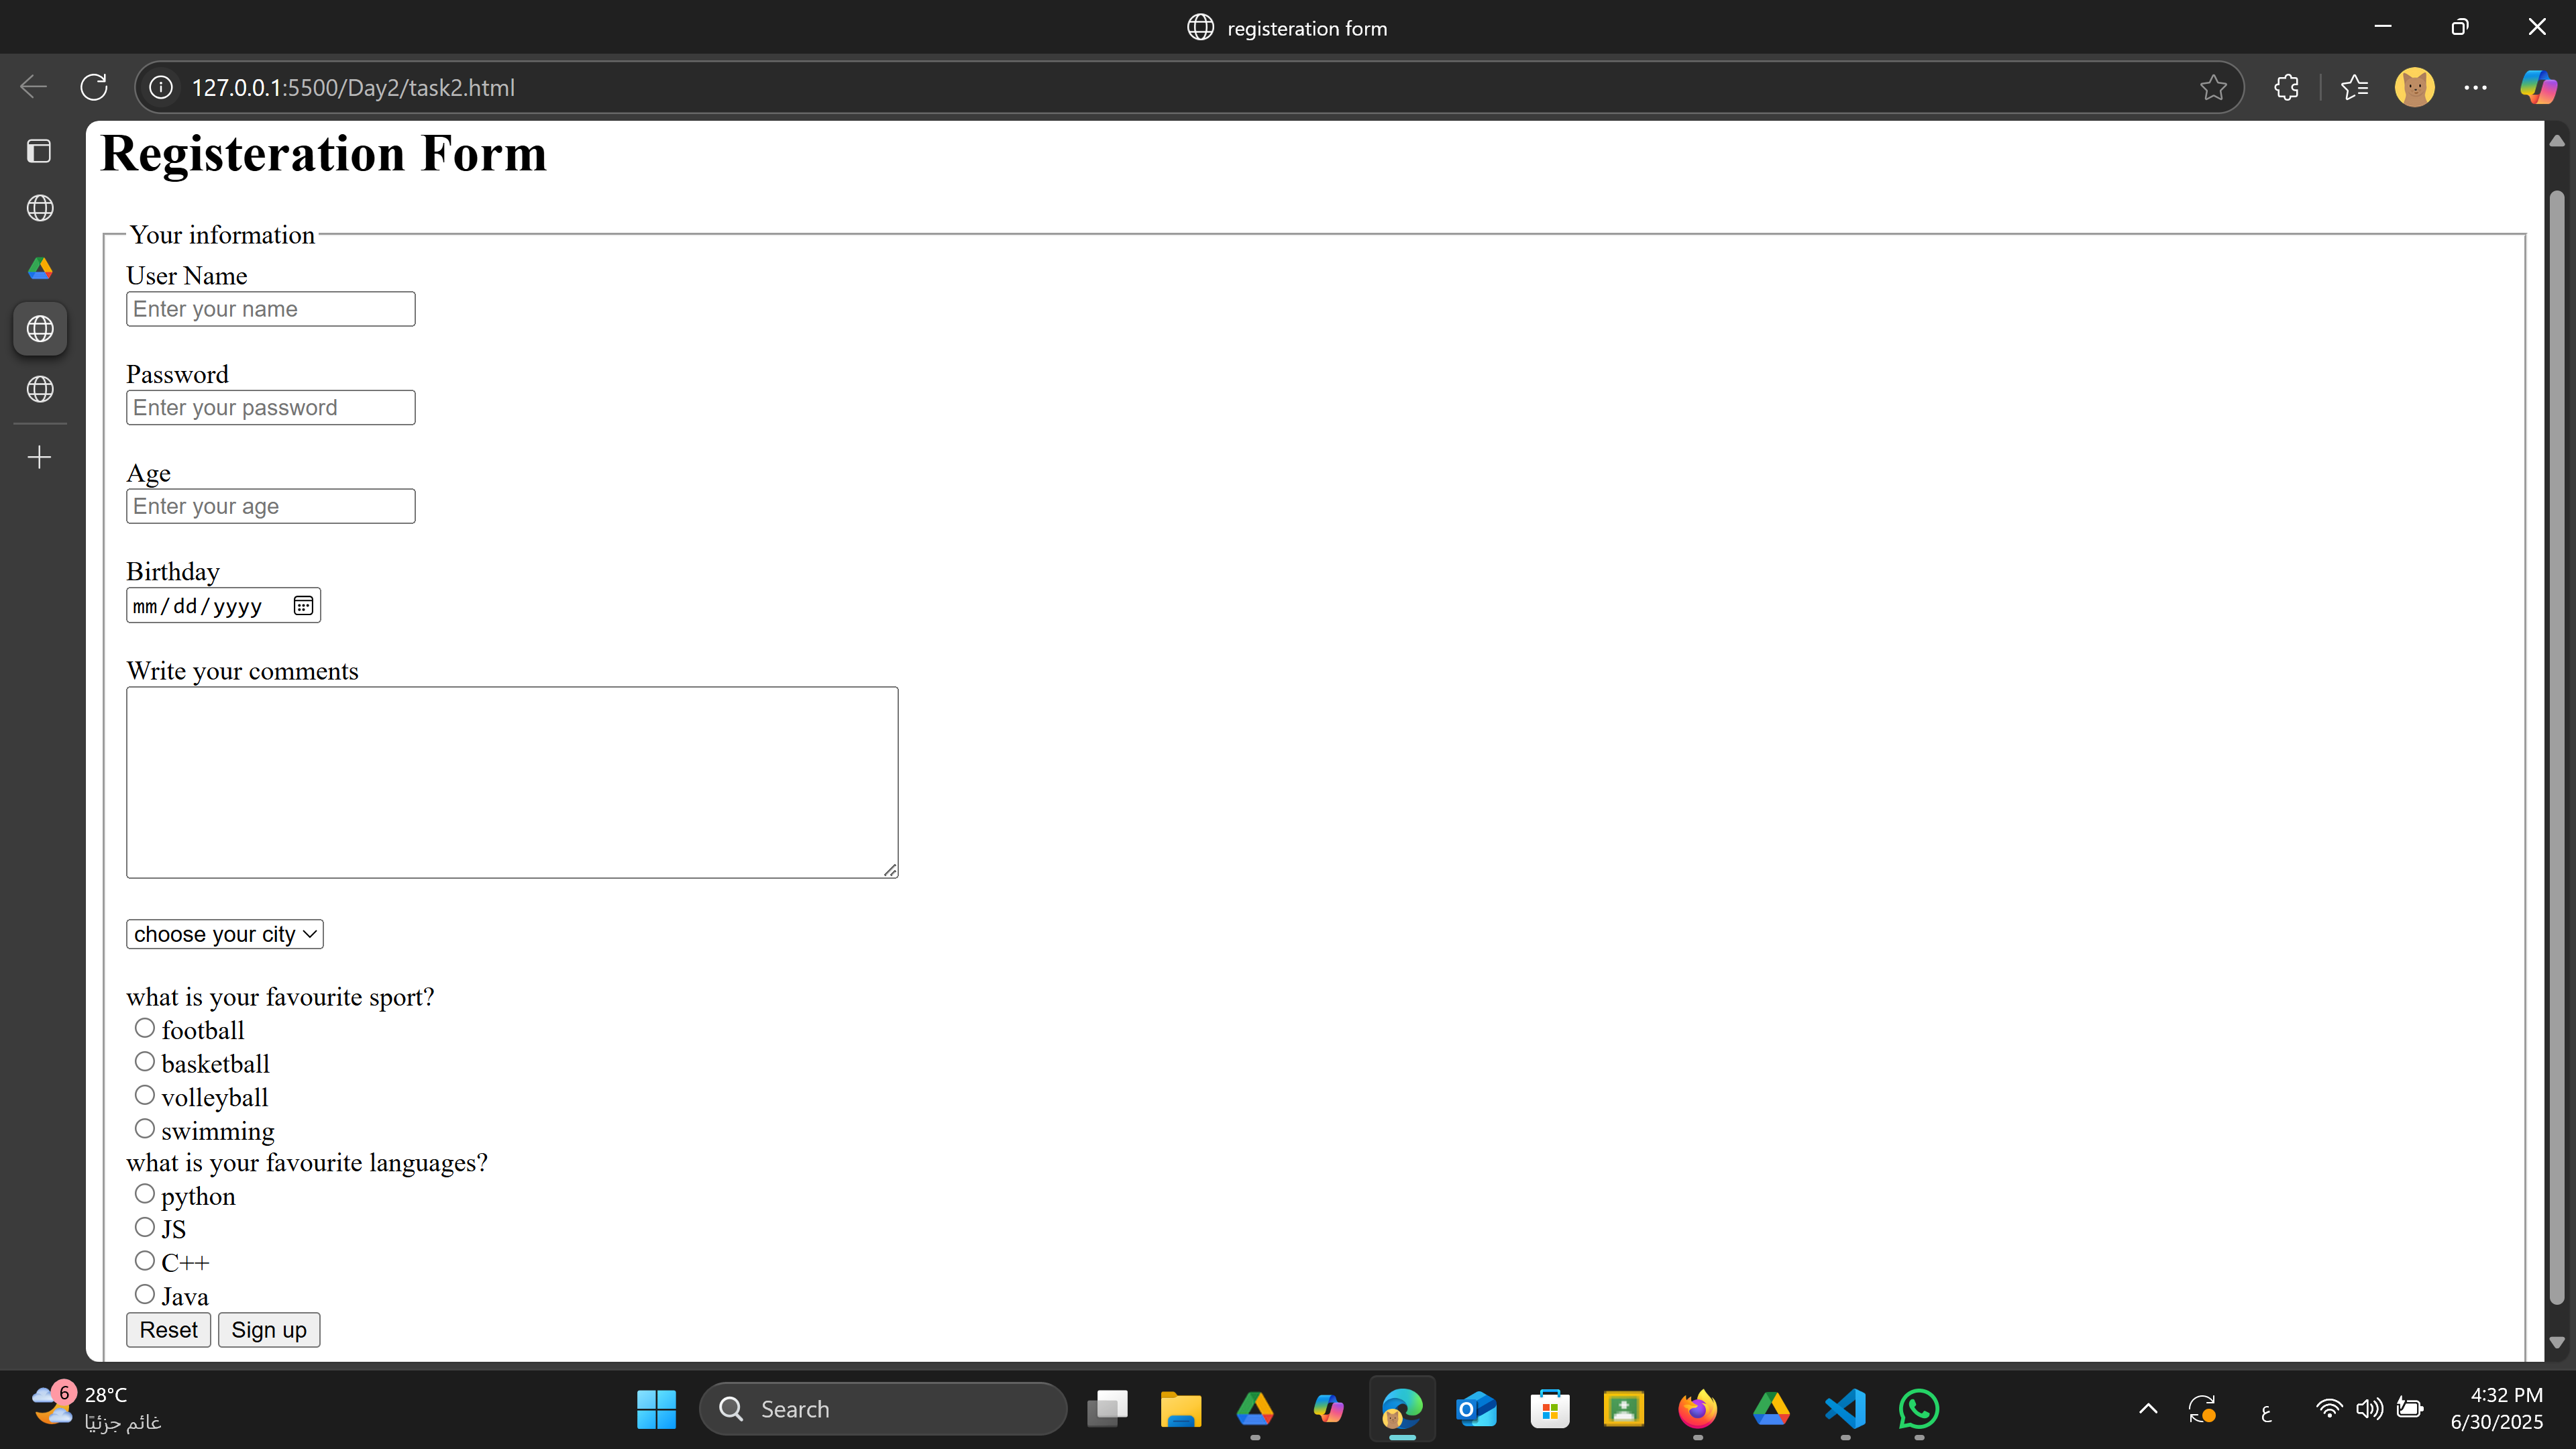 registeration form
127.0.0.1:5500/Day2/task2.html
Registeration Form
Your information
User Name
Enter your name
Password
Enter your password
Age
Enter your age
Birthday
mm/dd/yyyy
Write your comments
choose your city
what is your favourite sport?
football
basketball
volleyball
swimming
what is your favourite languages?
python
JS
C++
Java
Reset Sign up
6
28°C
غائم جزئيًا
Search
ع
4:32 PM
6/30/2025